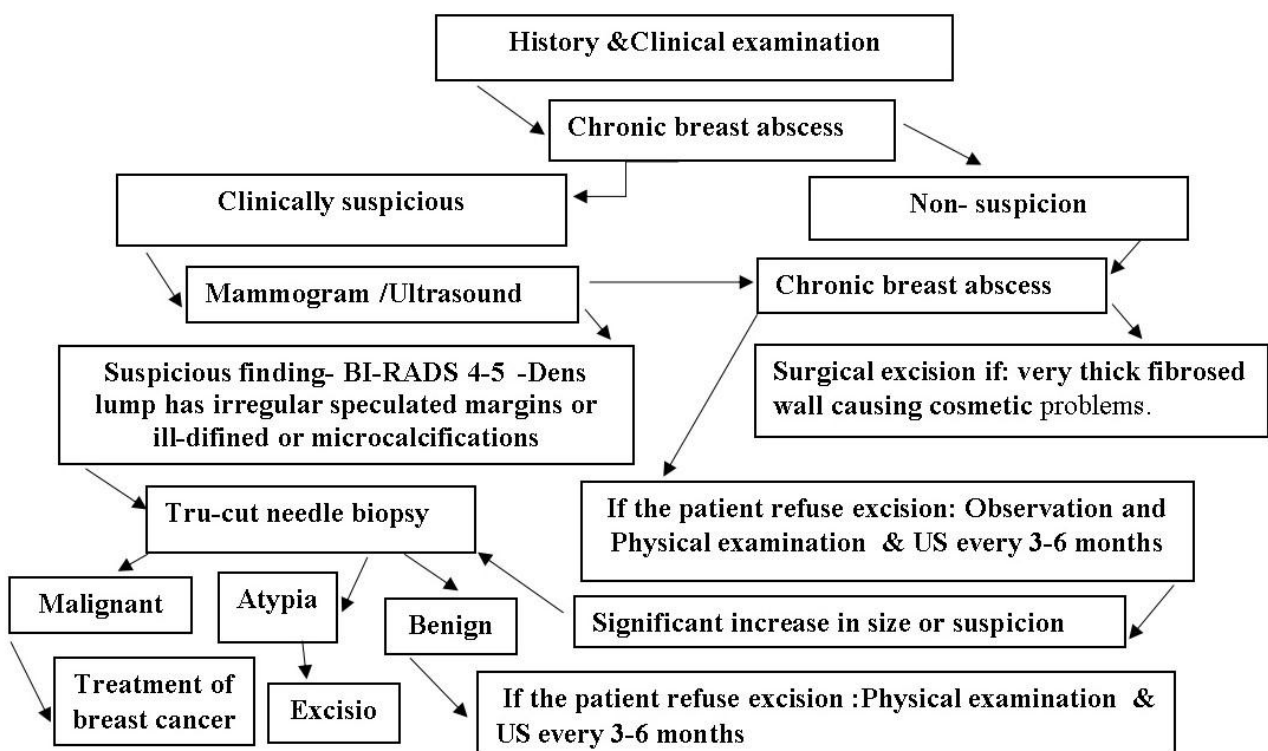 History &Clinical examination
Chronic breast abscess
Clinically suspicious
Non- suspicion
Mammogram /Ultrasound
Chronic breast abscess
Suspicious finding- BI-RADS 4-5 -Dens
lump has irregular speculated margins or
ill-difined or microcalcifications
Surgical excision if: very thick fibrosed
wall causing cosmetic problems.
Tru-cut needle biopsy
If the patient refuse excision: Observation and
Physical examination & US every 3-6 months
Malignant
Atypia
Benign
Significant increase in size or suspicion
Treatment of
breast cancer
Excisio
If the patient refuse excision :Physical examination &
US every 3-6 months